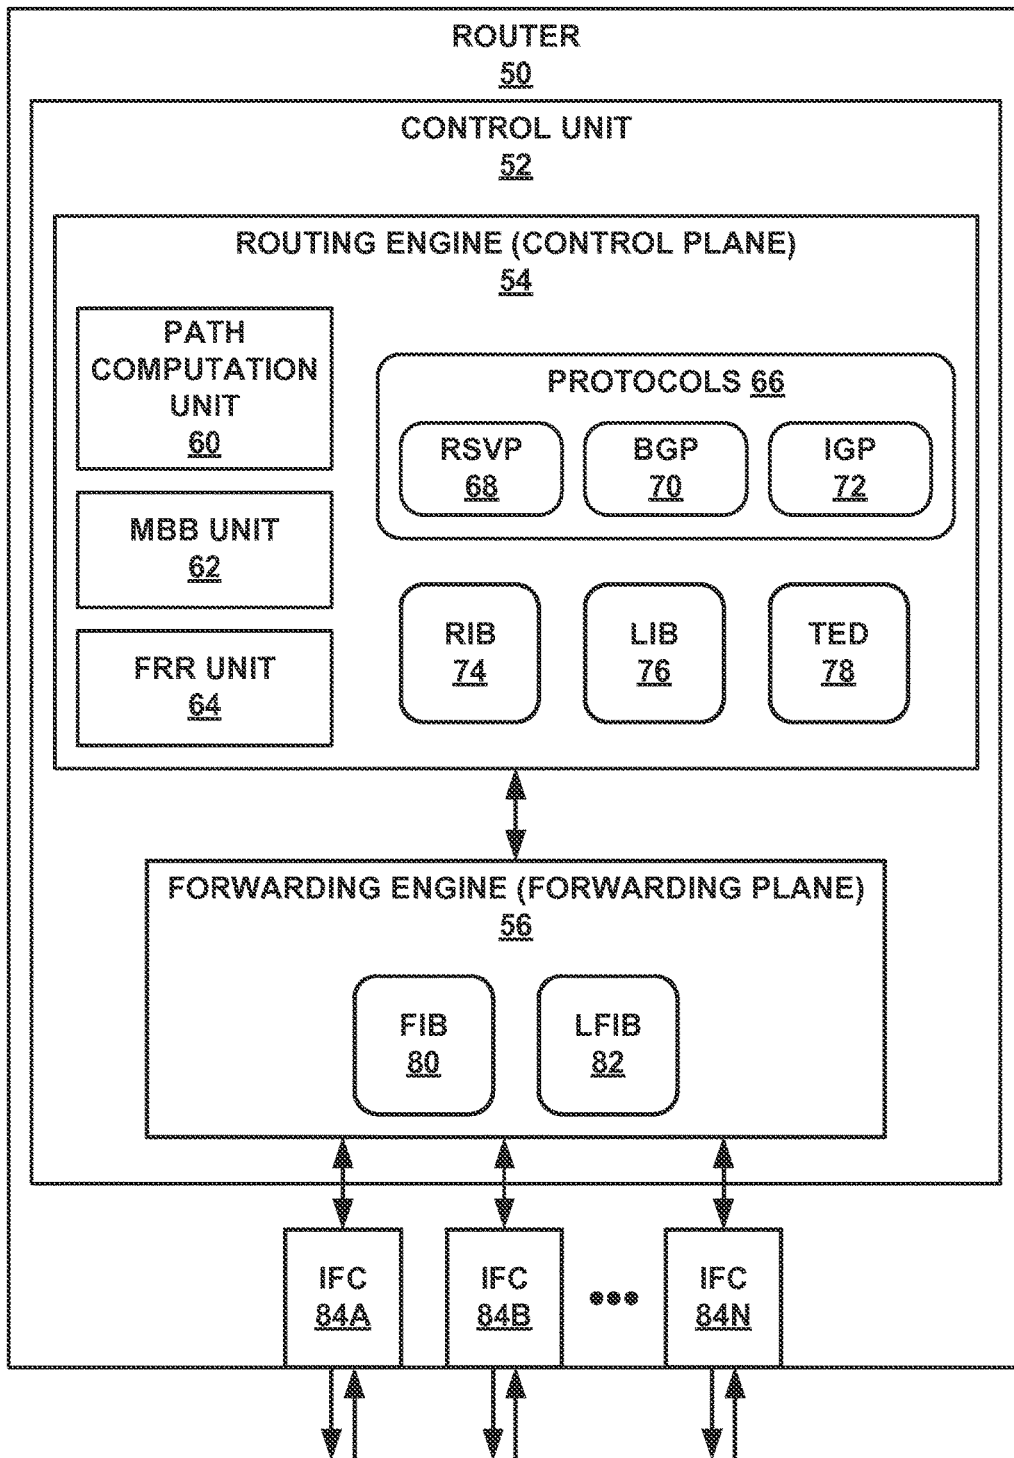 ROUTER
50
CONTROL UNIT
52
ROUTING ENGINE (CONTROL PLANE)
54
PATH
COMPUTATION
UNIT
60
MBB UNIT
62
FRR UNIT
64
PROTOCOLS 66
RSVP
68
BGP
70
IGP
72
RIB
74
LIB
76
TED
78
FORWARDING ENGINE (FORWARDING PLANE)
56
FIB
80
LFIB
82
IFC
84A
IFC
84B
IFC
84N